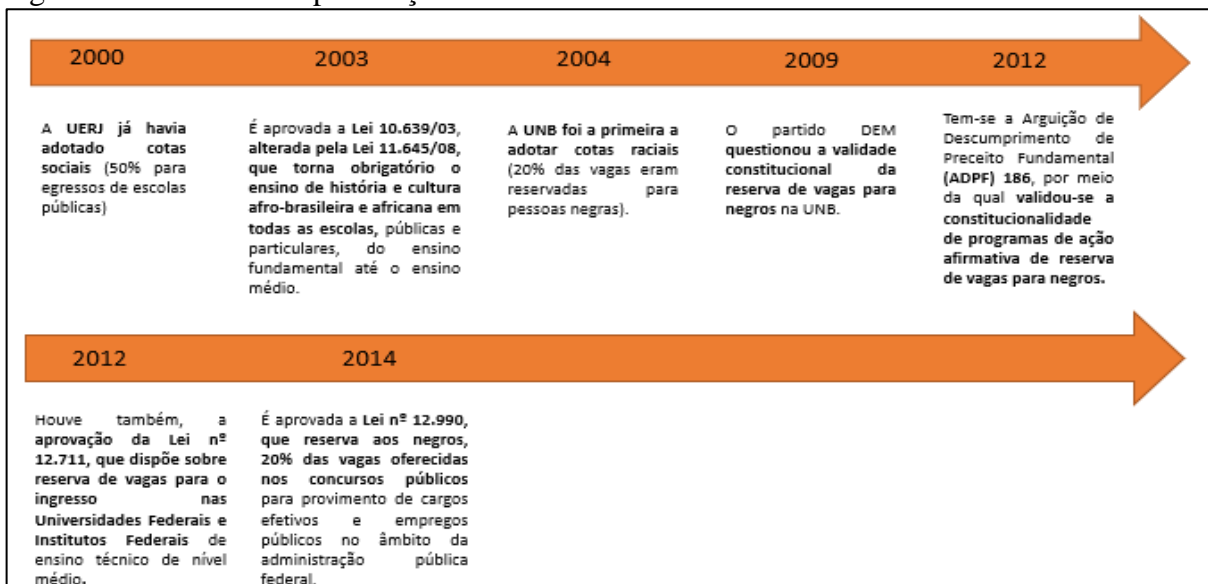 2000
2003
2004
2009
2012
A UERJ já havia
adotado cotas
sociais (50% para
egressos de escolas
públicas)
É aprovada a Lei 10.639/03,
alterada pela Lei 11.645/08,
que torna obrigatório o
ensino de história e cultura
afro-brasileira e africana em
todas as escolas, públicas e
particulares, do ensino
fundamental até o ensino
médio.
A UNB foi a primeira a
adotar cotas raciais
(20% das vagas eram
reservadas para
pessoas negras).
O partido DEM
questionou a validade
constitucional da
reserva de vagas para
negros na UNB.
Tem-se a Arguição de
Descumprimento de
Preceito Fundamental
(ADPF) 186, por meio
da qual validou-se a
constitucionalidade
de programas de ação
afirmativa de reserva
de vagas para negros.
2012
2014
Houve também, a
aprovação da Lei nº
12.711, que dispõe sobre
reserva de vagas para o
ingresso nas
Universidades Federais e
Institutos Federais de
ensino técnico de nível
médio.
É aprovada a Lei nº 12.990,
que reserva aos negros,
20% das vagas oferecidas
nos concursos públicos
para provimento de cargos
efetivos e empregos
públicos no âmbito da
administração pública
federal.